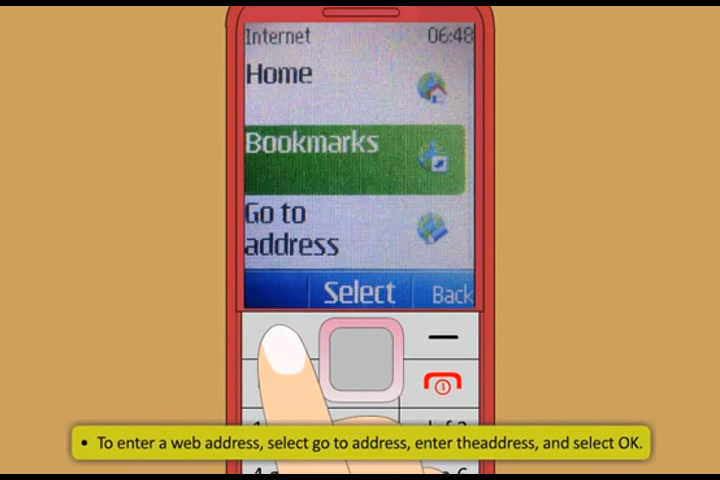 Internet 06:48
Home
Bookmarks
Go to
address
Select Back
• To enter a web address, select go to address, enter theaddress, and select OK.